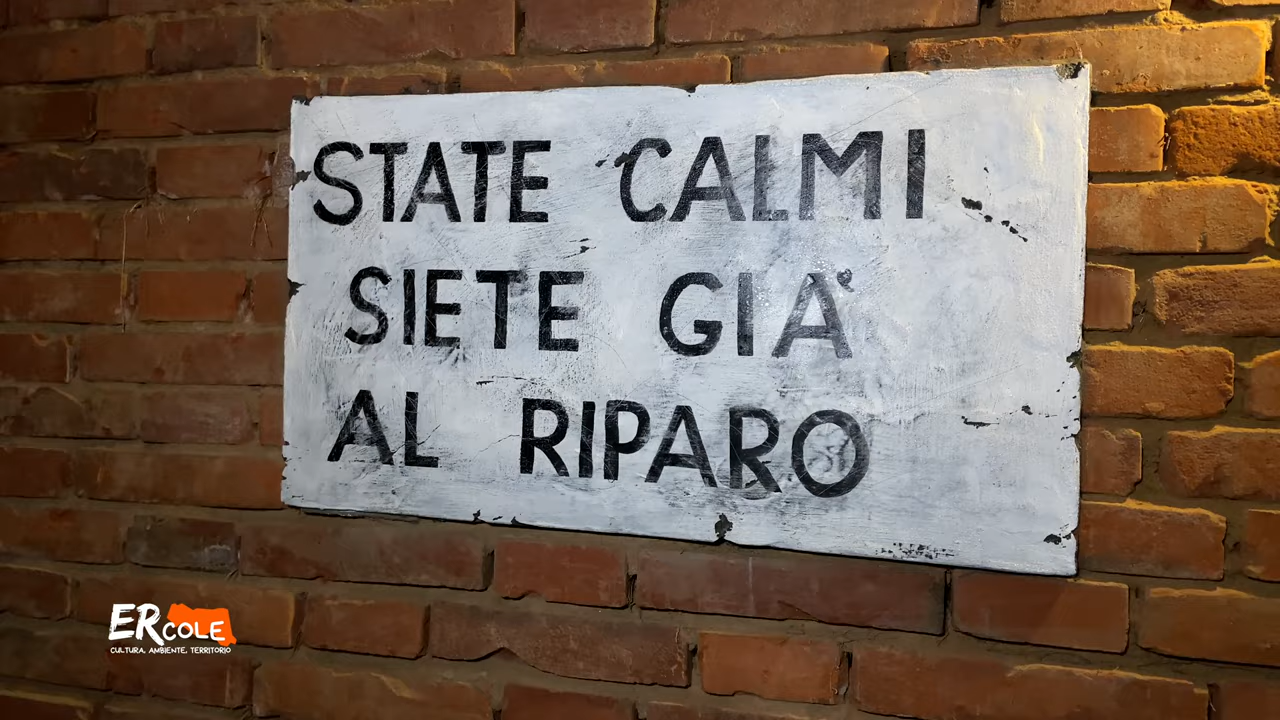 STATE CALMI
SIETE GIÀ
AL RIPARO
ERCOLE
CULTURA, AMBIENTE, TERRITORIO